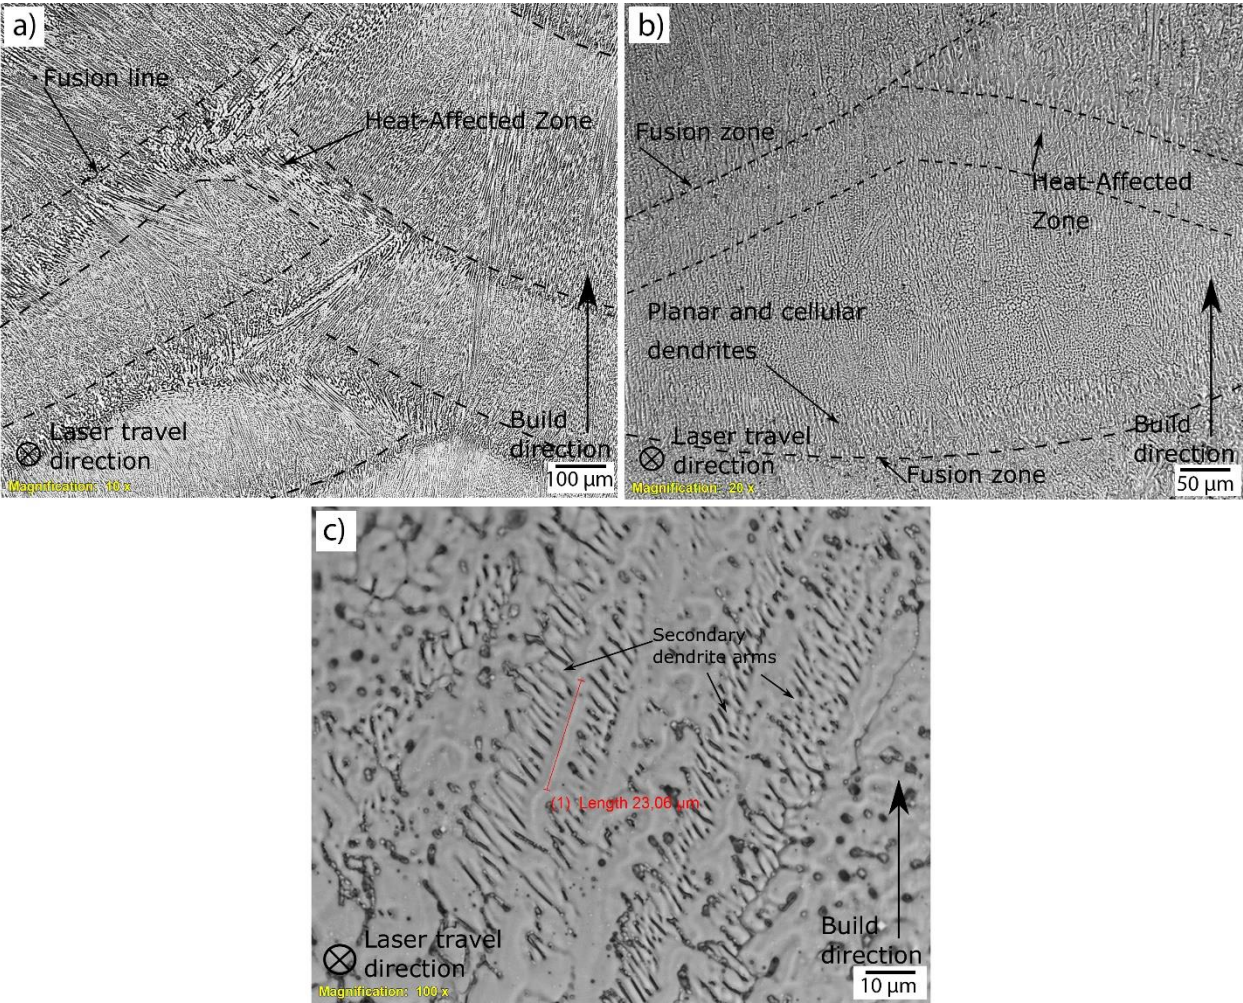 a)
Fusion line
Heat-Affected Zone
Build
direction
Laser travel
direction
Magnification: 10 x
100 μm
b)
Fusion zone
Heat-Affected
Zone
Planar and cellular
dendrites
Build
direction
Laser travel
direction
Fusion zone
Magnification: 20 x
50 μm
c)
Secondary
dendrite arms
(1) Length 23,06 μm
Build
direction
Laser travel
direction
Magnification: 100 x
10 μm